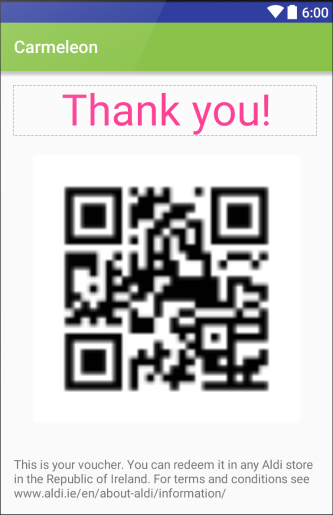 6:00
Carmeleon
Thank you!
This is your voucher. You can redeem it in any Aldi store
in the Republic of Ireland. For terms and conditions see
www.aldi.ie/en/about-aldi/information/